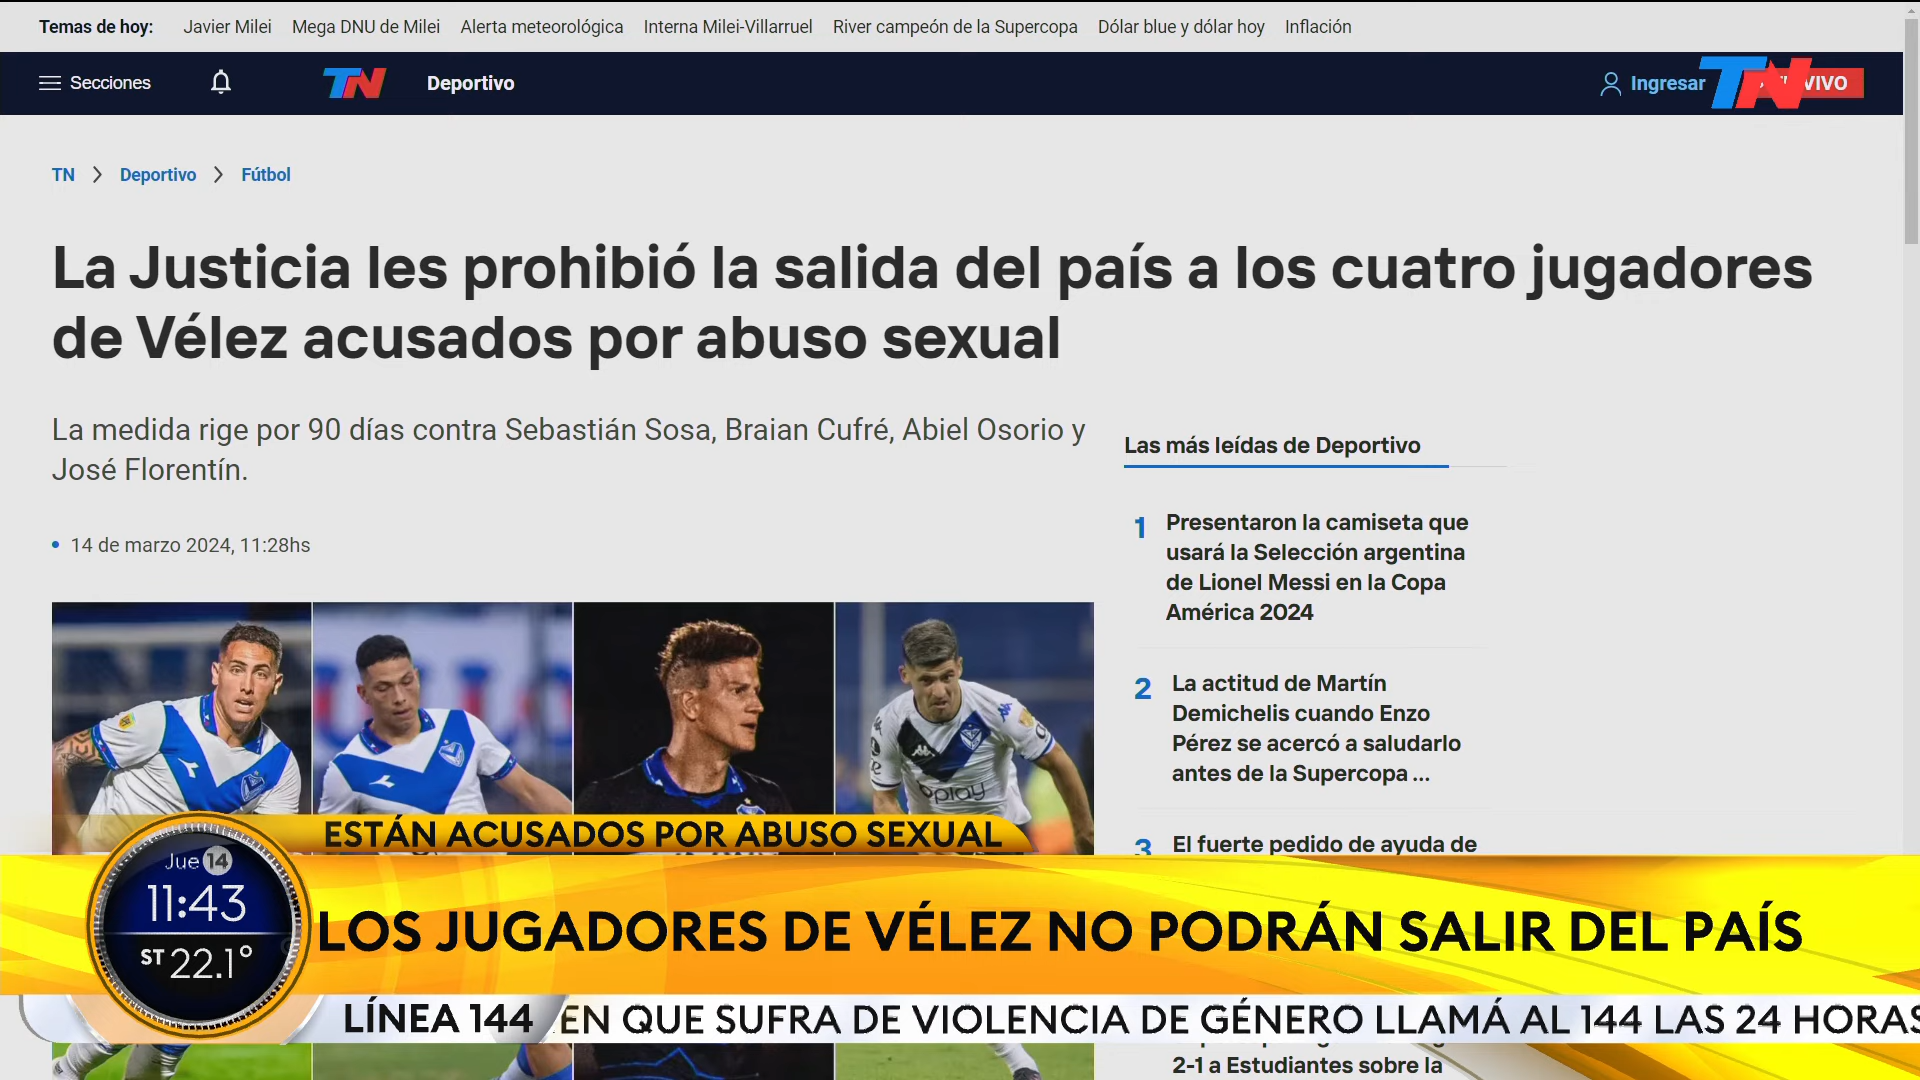 Temas de hoy: Javier Milei Mega DNU de Milei Alerta meteorológica Interna Milei-Villarruel River campeón de la Supercopa Dólar blue y dólar hoy Inflación
Secciones TN Deportivo Ingresar TN VIVO
TN Deportivo Fútbol
La Justicia les prohibió la salida del país a los cuatro jugadores
de Vélez acusados por abuso sexual
La medida rige por 90 días contra Sebastián Sosa, Braian Cufré, Abiel Osorio y
José Florentín.
14 de marzo 2024, 11:28hs
Las más leídas de Deportivo
1 Presentaron la camiseta que
usará la Selección argentina
de Lionel Messi en la Copa
América 2024
2 La actitud de Martín
Demichelis cuando Enzo
Pérez se acercó a saludarlo
antes de la Supercopa ...
3 El fuerte pedido de ayuda de
2-1 a Estudiantes sobre la
ESTÁN ACUSADOS POR ABUSO SEXUAL
Jue 14
11:43
ST 22.1°
LOS JUGADORES DE VÉLEZ NO PODRÁN SALIR DEL PAÍS
LÍNEA 144 EN QUE SUFRA DE VIOLENCIA DE GÉNERO LLAMÁ AL 144 LAS 24 HORAS